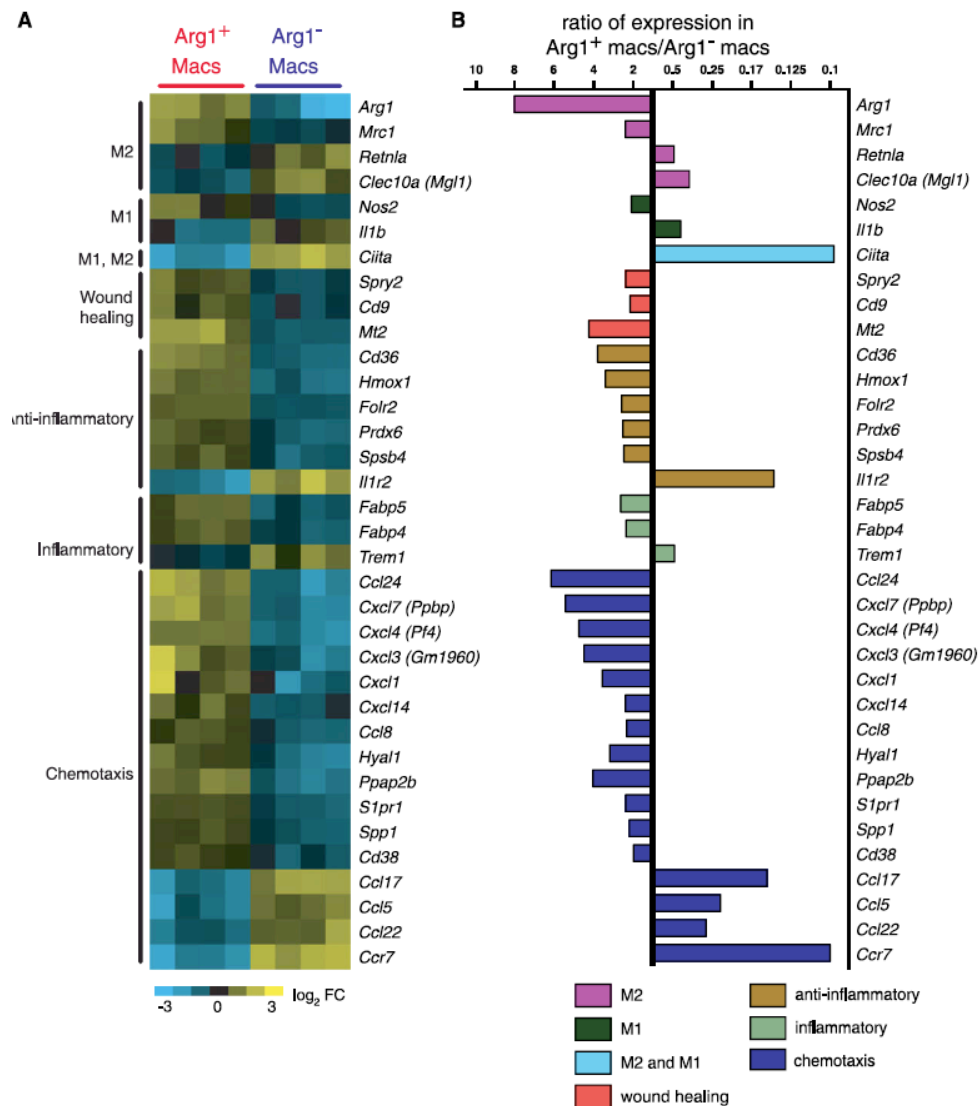 A
Arg1+
Macs
Arg1-
Macs
M2
M1
M1, M2
Wound
healing
nti-inflammatory
Inflammatory
Chemotaxis
Arg1
Mrc1
Retnla
Clec10a (Mgl1)
Nos2
Il1b
Ciita
Spry2
Cd9
Mt2
Cd36
Hmox1
Folr2
Prdx6
Spsb4
Il1r2
Fabp5
Fabp4
Trem1
Ccl24
Cxcl7 (Ppbp)
Cxcl4 (Pf4)
Cxcl3 (Gm1960)
Cxcl1
Cxcl14
Ccl8
Hyal1
Ppap2b
S1pr1
Spp1
Cd38
Ccl17
Ccl5
Ccl22
Ccr7
-3 0 3 log2 FC
B
ratio of expression in
Arg1+ macs/Arg1- macs
10 8 6 4 2 0.5 0.25 0.17 0.125 0.1
Arg1
Mrc1
Retnla
Clec10a (Mgl1)
Nos2
Il1b
Ciita
Spry2
Cd9
Mt2
Cd36
Hmox1
Folr2
Prdx6
Spsb4
Il1r2
Fabp5
Fabp4
Trem1
Ccl24
Cxcl7 (Ppbp)
Cxcl4 (Pf4)
Cxcl3 (Gm1960)
Cxcl1
Cxcl14
Ccl8
Hyal1
Ppap2b
S1pr1
Spp1
Cd38
Ccl17
Ccl5
Ccl22
Ccr7
M2
M1
M2 and M1
wound healing
anti-inflammatory
inflammatory
chemotaxis